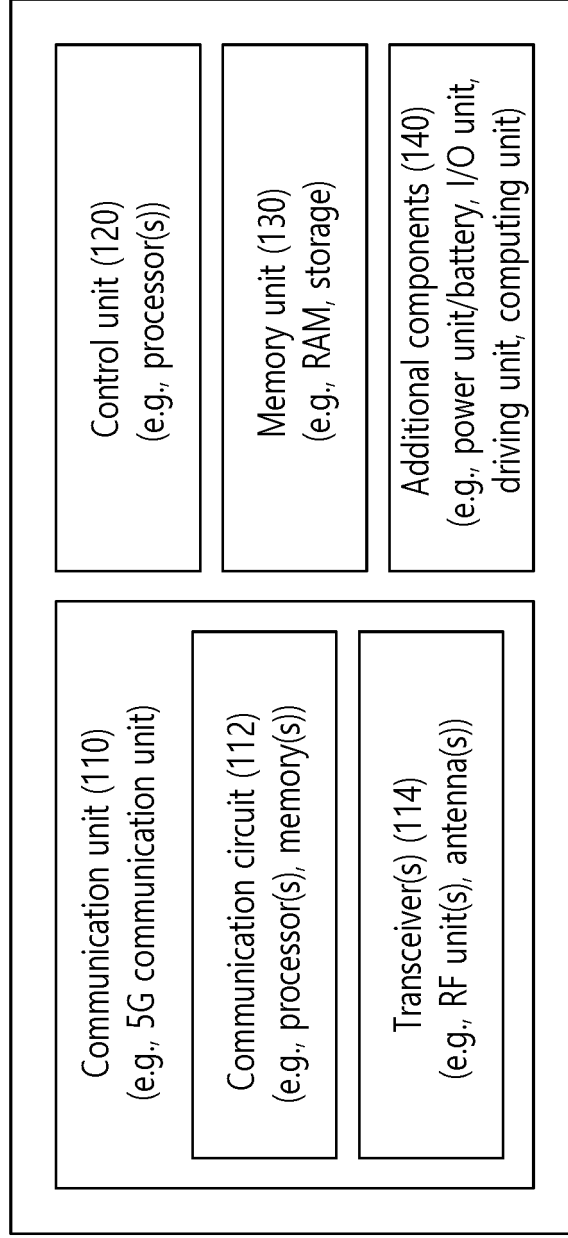 Communication unit (110)
(e.g., 5G communication unit)
Communication circuit (112)
(e.g., processor(s), memory(s))
Transceiver(s) (114)
(e.g., RF unit(s), antenna(s))
Control unit (120)
(e.g., processor(s))
Memory unit (130)
(e.g., RAM, storage)
Additional components (140)
(e.g., power unit/battery, I/O unit,
driving unit, computing unit)